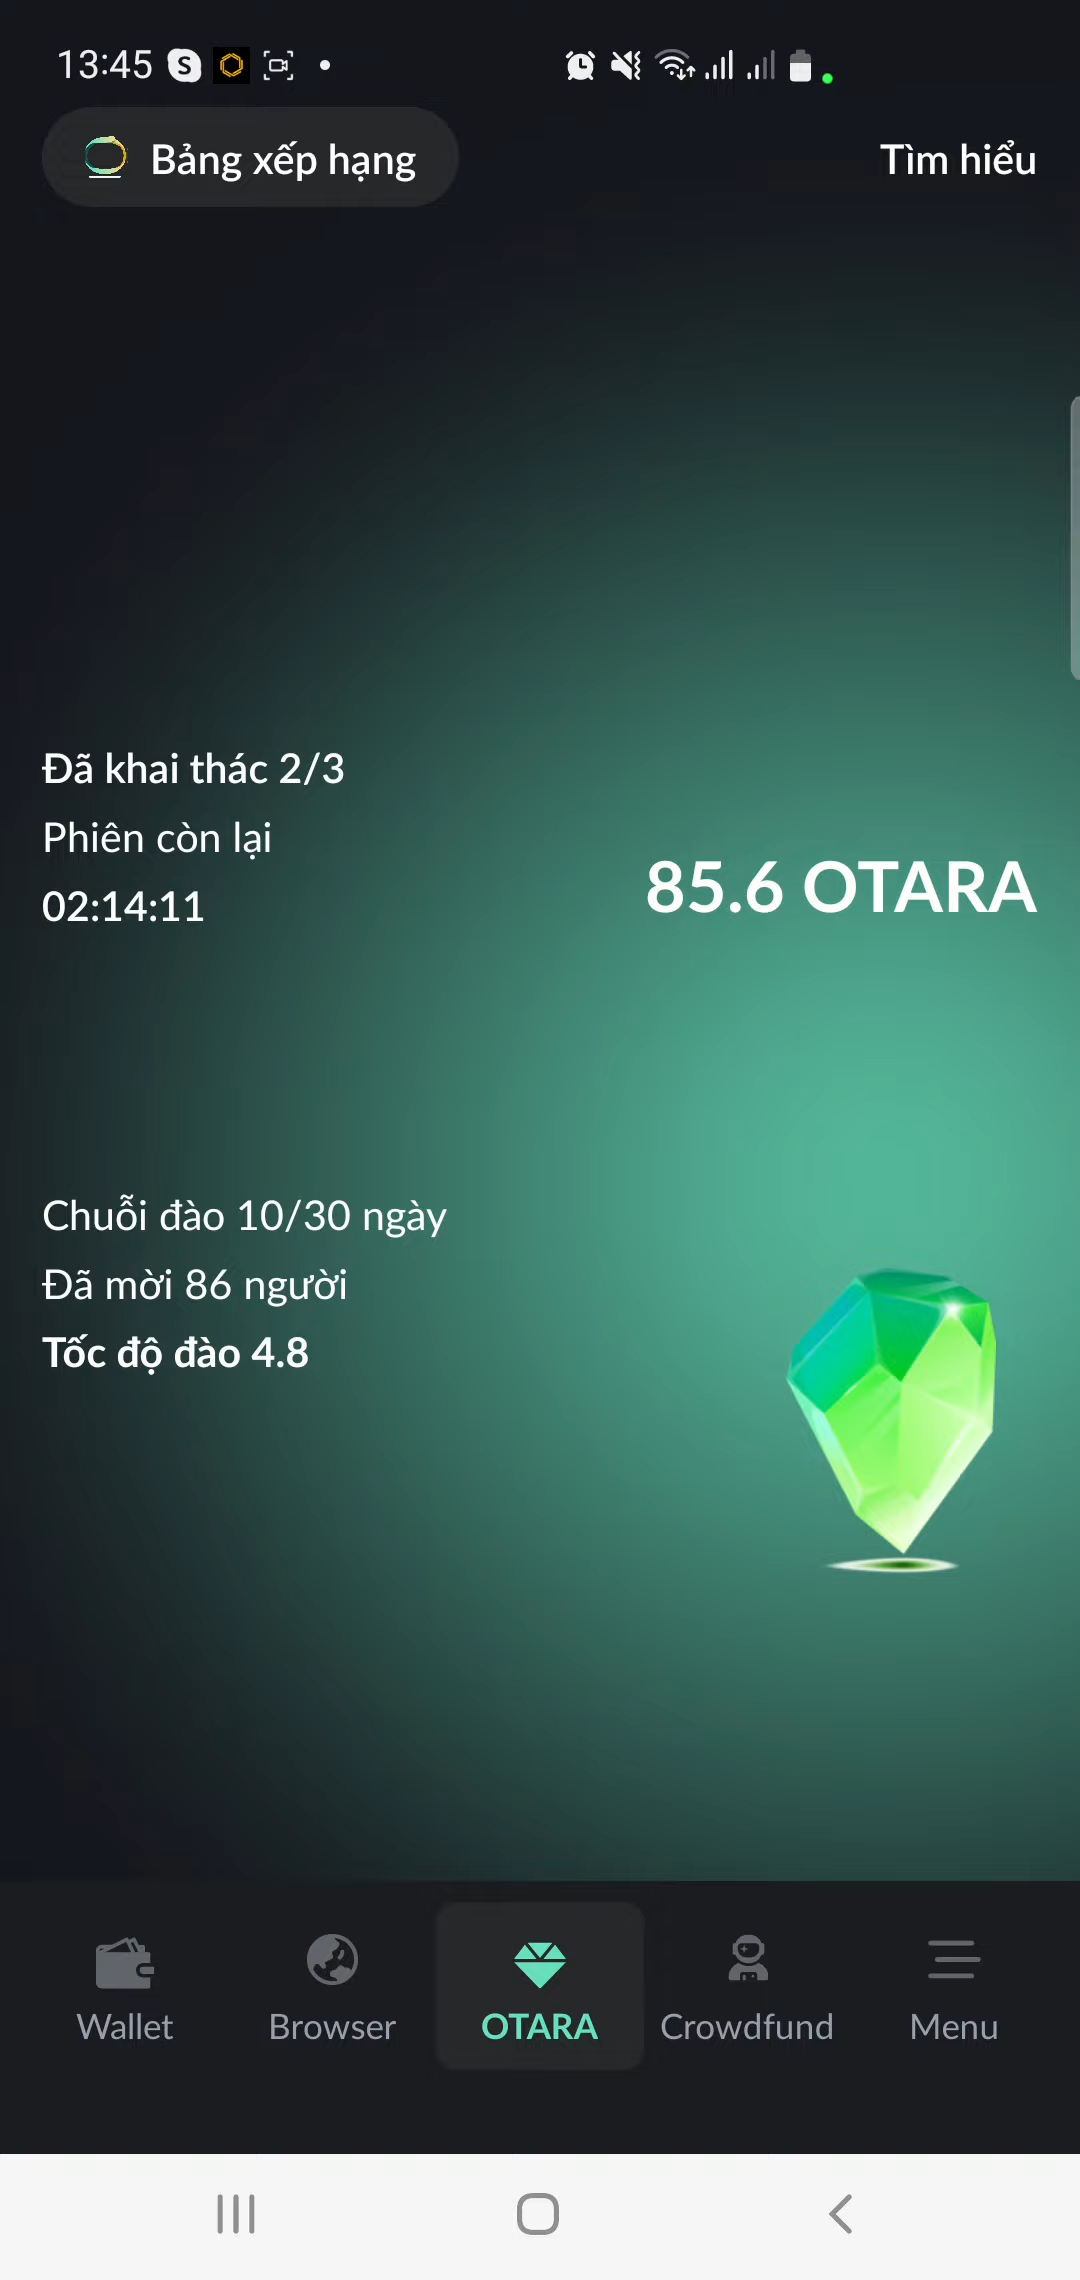 13:45
Bảng xếp hạng
Tìm hiểu
Đã khai thác 2/3
Phiên còn lại
02:14:11
85.6 OTARA
Chuỗi đào 10/30 ngày
Đã mời 86 người
Tốc độ đào 4.8
Wallet
Browser
OTARA
Crowdfund
Menu